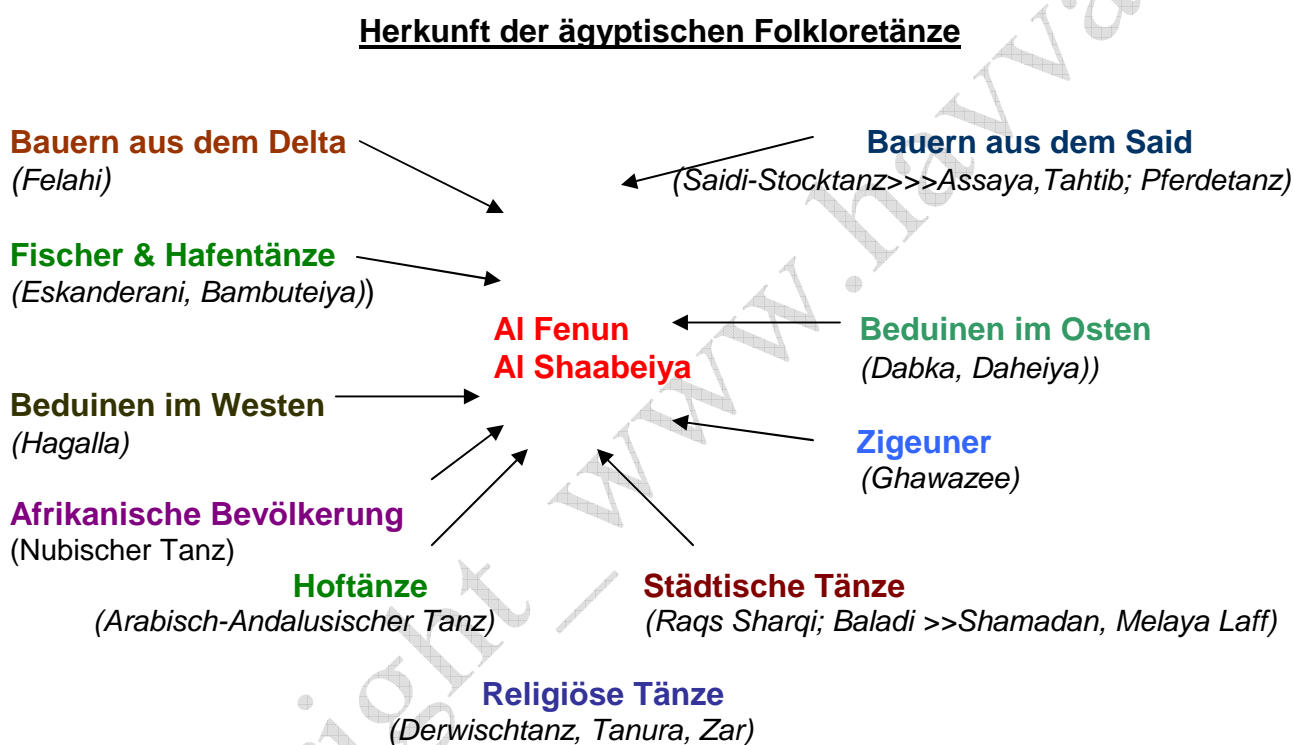 Herkunft der ägyptischen Folkloretänze
Bauern aus dem Delta
(Felahi)
Bauern aus dem Said
(Saidi-Stocktanz>>>Assaya,Tahtib; Pferdetanz)
Fischer & Hafentänze
(Eskanderani, Bambuteiya))
Al Fenun
Al Shaabeiya
Beduinen im Osten
(Dabka, Daheiya))
Beduinen im Westen
(Hagalla)
Zigeuner
(Ghawazee)
Afrikanische Bevölkerung
(Nubischer Tanz)
Hoftänze
(Arabisch-Andalusischer Tanz)
Städtische Tänze
(Raqs Sharqi; Baladi >>Shamadan, Melaya Laff)
Religiöse Tänze
(Derwischtanz, Tanura, Zar)
right_www.havva